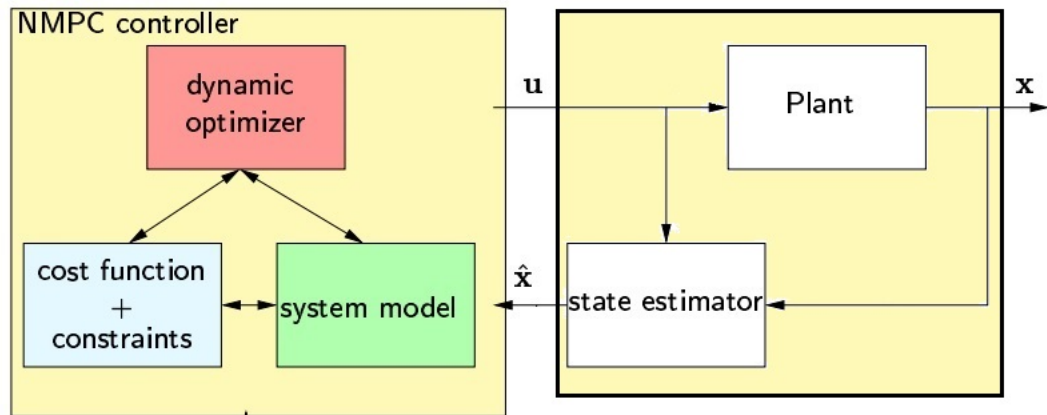 NMPC controller
dynamic
optimizer
cost function
+
constraints
system model
u
x̂
Plant
state estimator
x